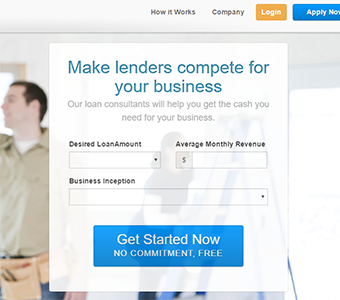 How it Works Company Login Apply Now
Make lenders compete for
your business
Our loan consultants will help you get the cash you
need for your business.
Desired LoanAmount Average Monthly Revenue
$
Business Inception
Get Started Now
NO COMMITMENT, FREE